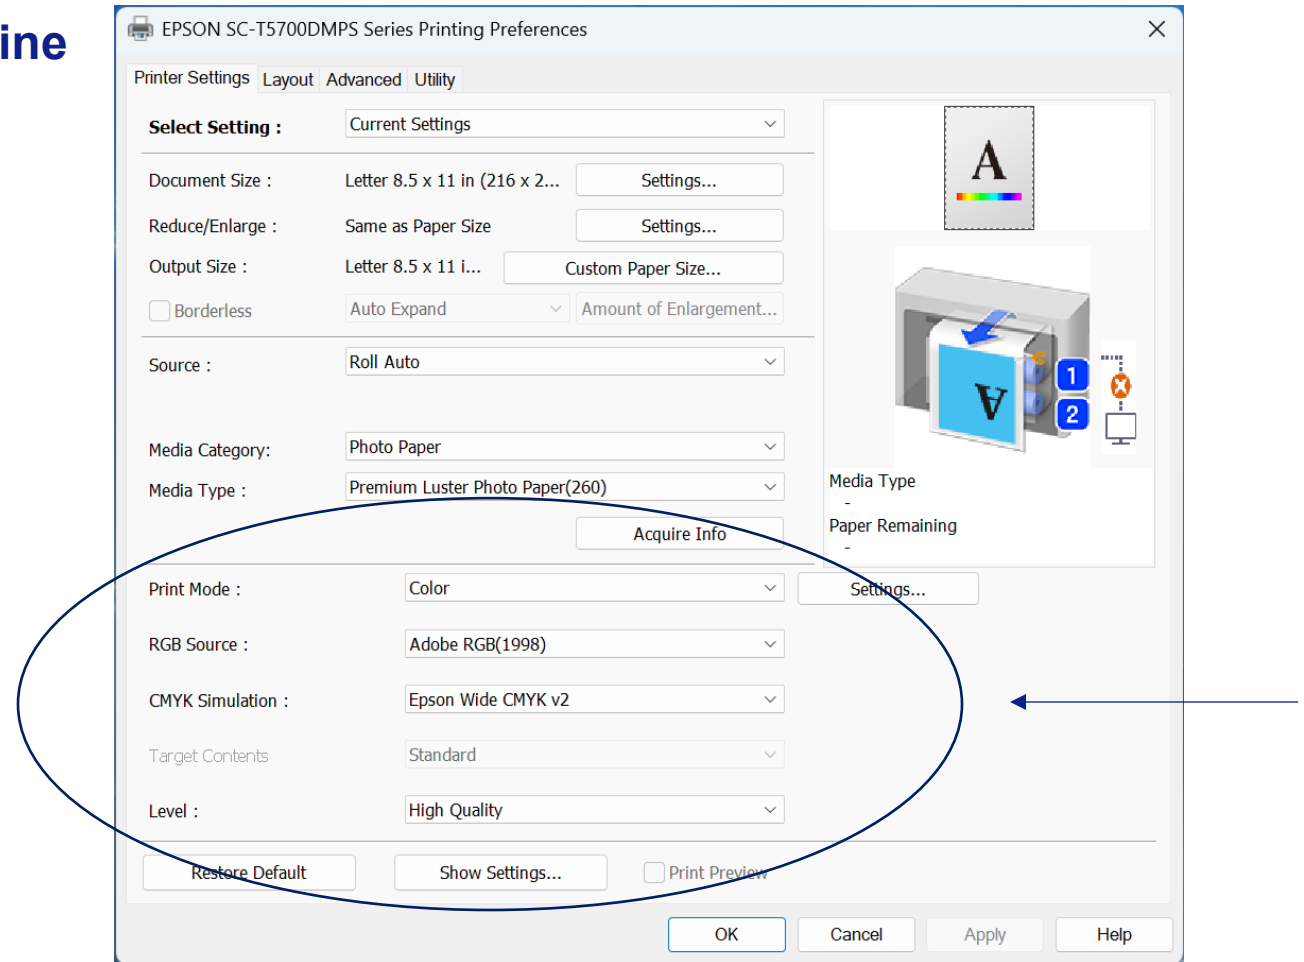 ine
EPSON SC-T5700DMPS Series Printing Preferences
Printer Settings Layout Advanced Utility
Select Setting : Current Settings
Document Size : Letter 8.5 x 11 in (216 x 2... Settings...
Reduce/Enlarge : Same as Paper Size Settings...
Output Size : Letter 8.5 x 11 i... Custom Paper Size...
Borderless Auto Expand Amount of Enlargement...
Source : Roll Auto
Media Category: Photo Paper
Media Type : Premium Luster Photo Paper(260)
Acquire Info
A
A
1
2
Media Type
-
Paper Remaining
-
Print Mode : Color Settings...
RGB Source : Adobe RGB(1998)
CMYK Simulation : Epson Wide CMYK v2
Target Contents Standard
Level : High Quality
Restore Default Show Settings... Print Preview
OK Cancel Apply Help